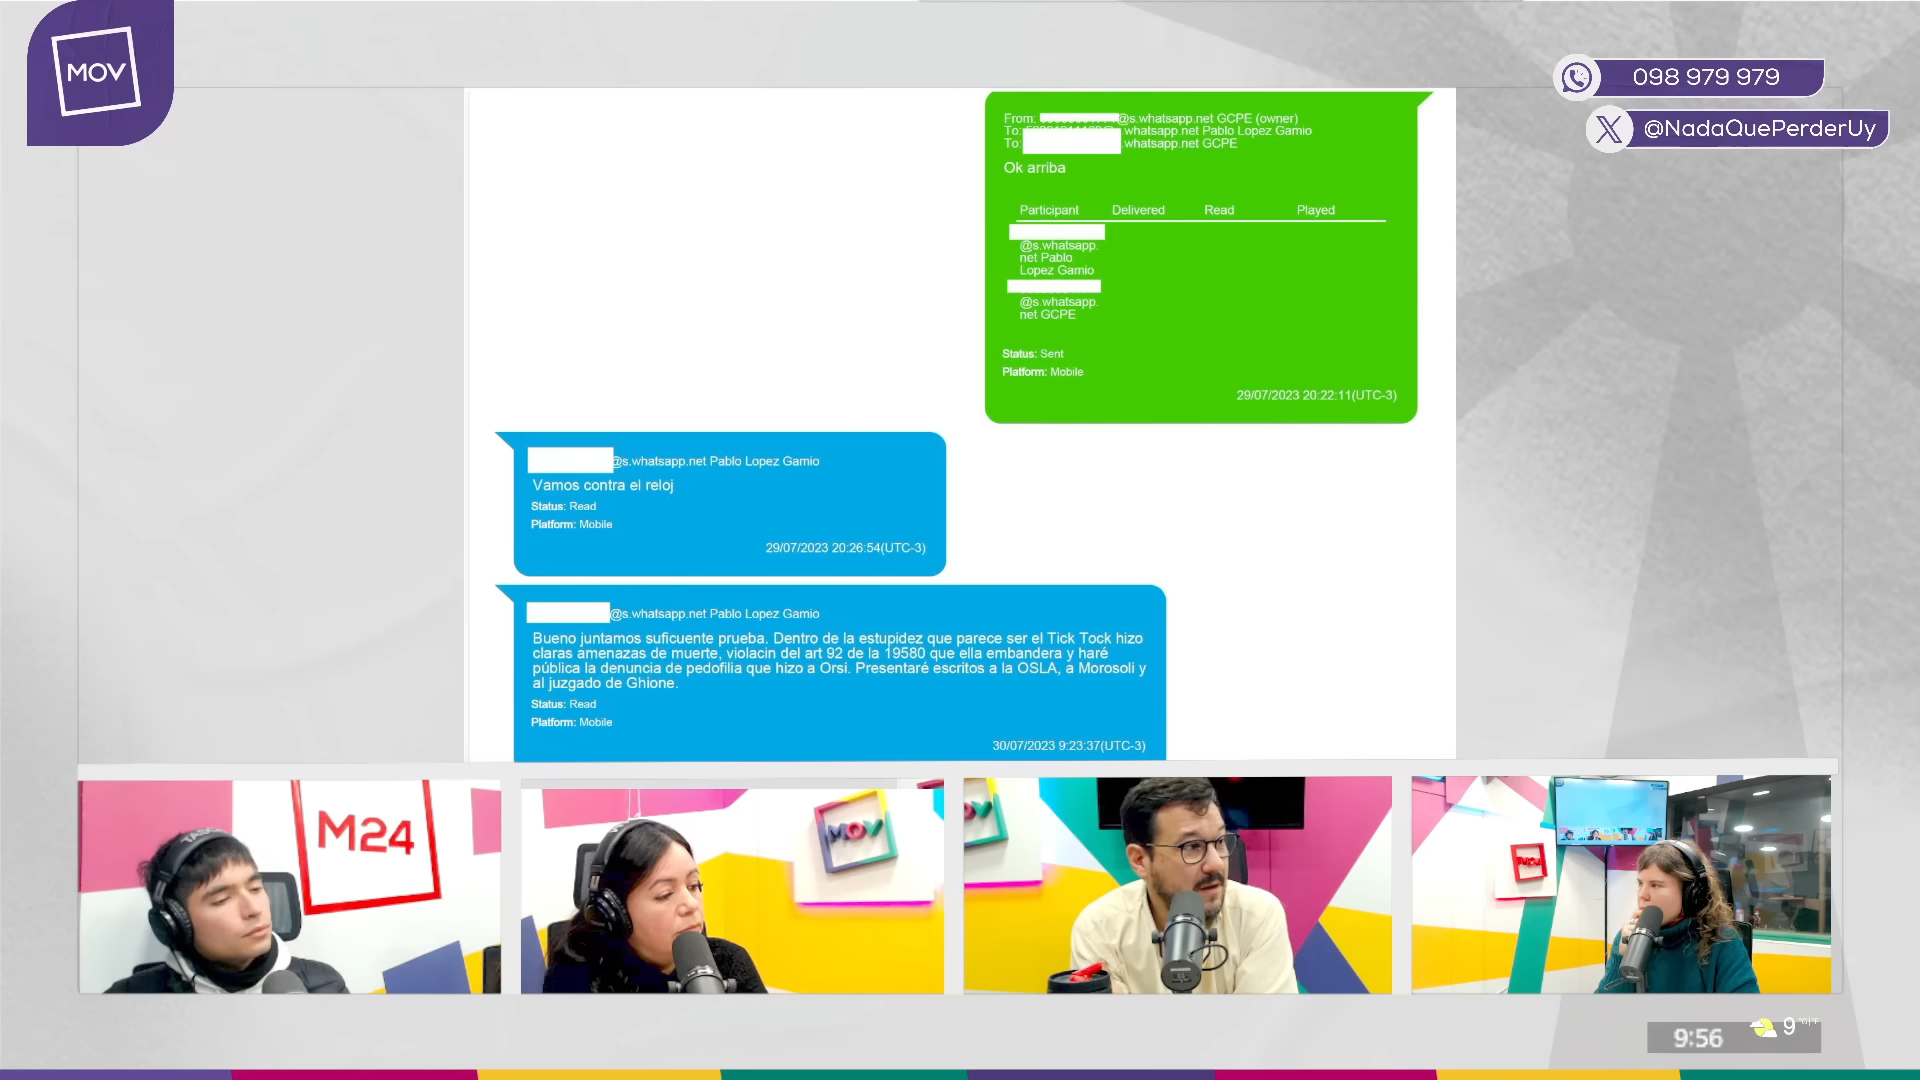 MOV
098 979 979
@NadaQuePerderUy
From: @s.whatsapp.net GCPE (owner)
To: .whatsapp.net Pablo Lopez Gamio
To: .whatsapp.net GCPE
Ok arriba
Participant Delivered Read Played
@s.whatsapp.
net Pablo
Lopez Gamio
@s.whatsapp.
net GCPE
Status: Sent
Platform: Mobile
29/07/2023 20:22:11(UTC-3)
@s.whatsapp.net Pablo Lopez Gamio
Vamos contra el reloj
Status: Read
Platform: Mobile
29/07/2023 20:26:54(UTC-3)
@s.whatsapp.net Pablo Lopez Gamio
Bueno juntamos suficuente prueba. Dentro de la estupidez que parece ser el Tick Tock hizo
claras amenazas de muerte, violacin del art 92 de la 19580 que ella embandera y haré
pública la denuncia de pedofilia que hizo a Orsi. Presentaré escritos a la OSLA, a Morosoli y
al juzgado de Ghione.
Status: Read
Platform: Mobile
30/07/2023 9:23:37(UTC-3)
M24
MOV
MOV
9:56
9